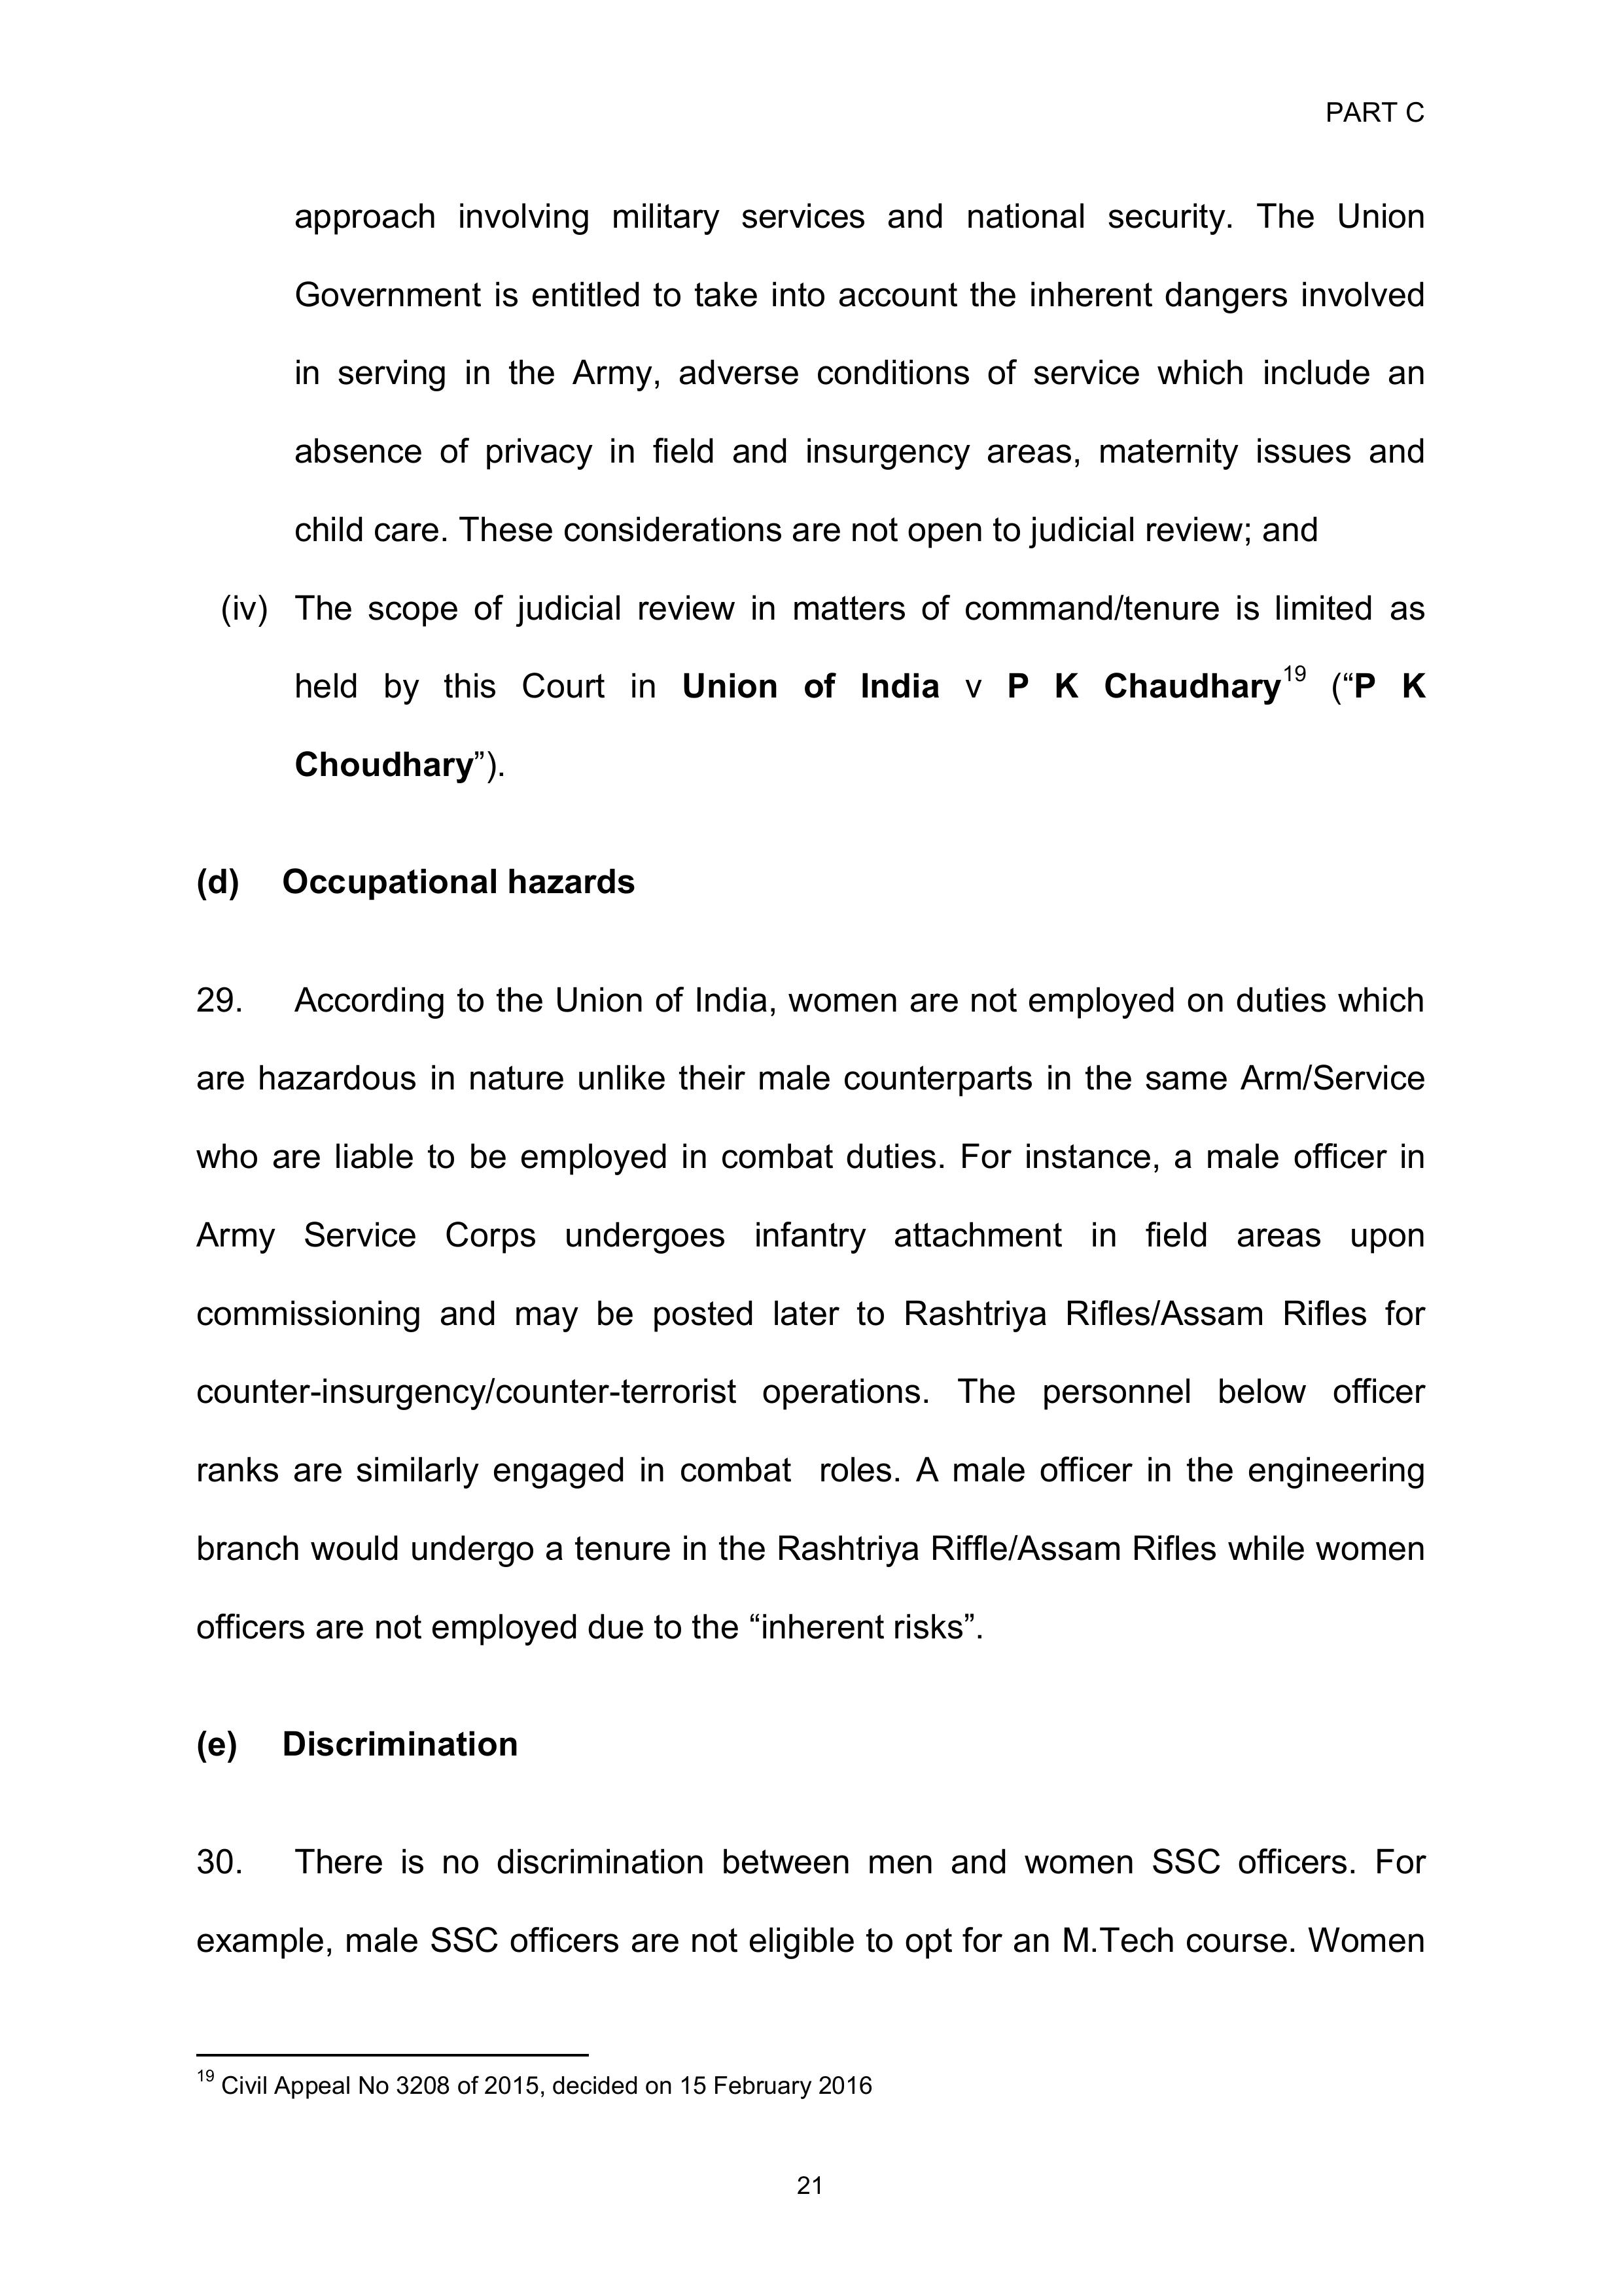 PART C
approach involving military services and national security. The Union
Government is entitled to take into account the inherent dangers involved
in serving in the Army, adverse conditions of service which include an
absence of privacy in field and insurgency areas, maternity issues and
child care. These considerations are not open to judicial review; and
(iv) The scope of judicial review in matters of command/tenure is limited as
held by this Court in Union of India v P K Chaudhary19 (“P K
Choudhary”).
(d) Occupational hazards
29. According to the Union of India, women are not employed on duties which
are hazardous in nature unlike their male counterparts in the same Arm/Service
who are liable to be employed in combat duties. For instance, a male officer in
Army Service Corps undergoes infantry attachment in field areas upon
commissioning and may be posted later to Rashtriya Rifles/Assam Rifles for
counter-insurgency/counter-terrorist operations. The personnel below officer
ranks are similarly engaged in combat roles. A male officer in the engineering
branch would undergo a tenure in the Rashtriya Riffle/Assam Rifles while women
officers are not employed due to the “inherent risks”.
(e) Discrimination
30. There is no discrimination between men and women SSC officers. For
example, male SSC officers are not eligible to opt for an M.Tech course. Women
19 Civil Appeal No 3208 of 2015, decided on 15 February 2016
21